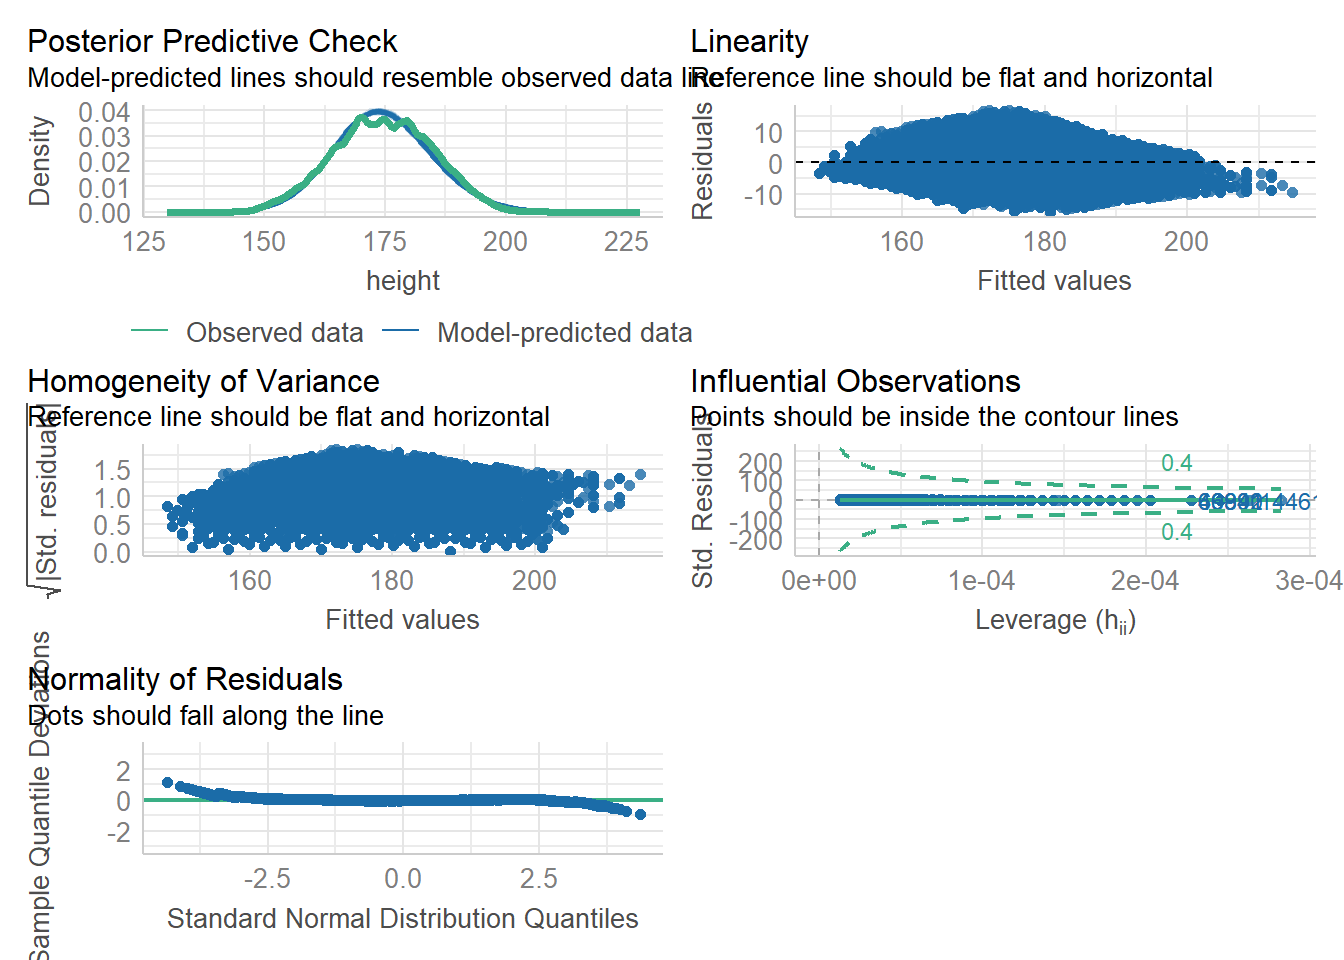 Posterior Predictive Check
Model-predicted lines should resemble observed data line
Density
0.04
0.03
0.02
0.01
0.00
125 150 175 200 225
height
Observed data Model-predicted data
Linearity
Reference line should be flat and horizontal
Residuals
10
0
-10
160 180 200
Fitted values
Homogeneity of Variance
Reference line should be flat and horizontal
√|Std. residuals|
1.5
1.0
0.5
0.0
160 180 200
Fitted values
Influential Observations
Points should be inside the contour lines
Std. Residuals
200
100
0
-100
-200
0.4
0.4
0e+00 1e-04 2e-04 3e-04
Leverage (hii)
Normality of Residuals
Dots should fall along the line
Sample Quantile Deviations
2
0
-2
-2.5 0.0 2.5
Standard Normal Distribution Quantiles